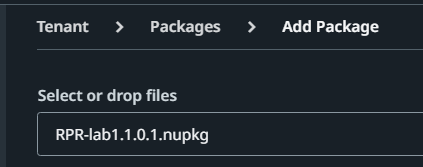 Tenant > Packages > Add Package
Select or drop files
RPR-lab1.1.0.1.nupkg